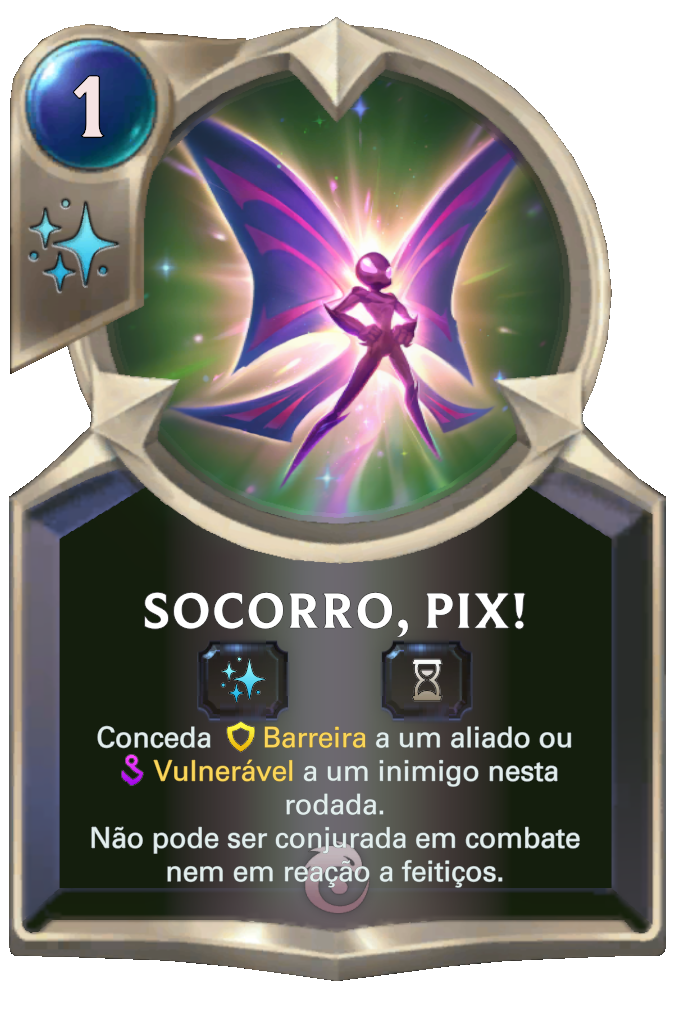 1
SOCORRO, PIX!
Conceda Barreira a um aliado ou
Vulnerável a um inimigo nesta
rodada.
Não pode ser conjurada em combate
nem em reação a feitiços.